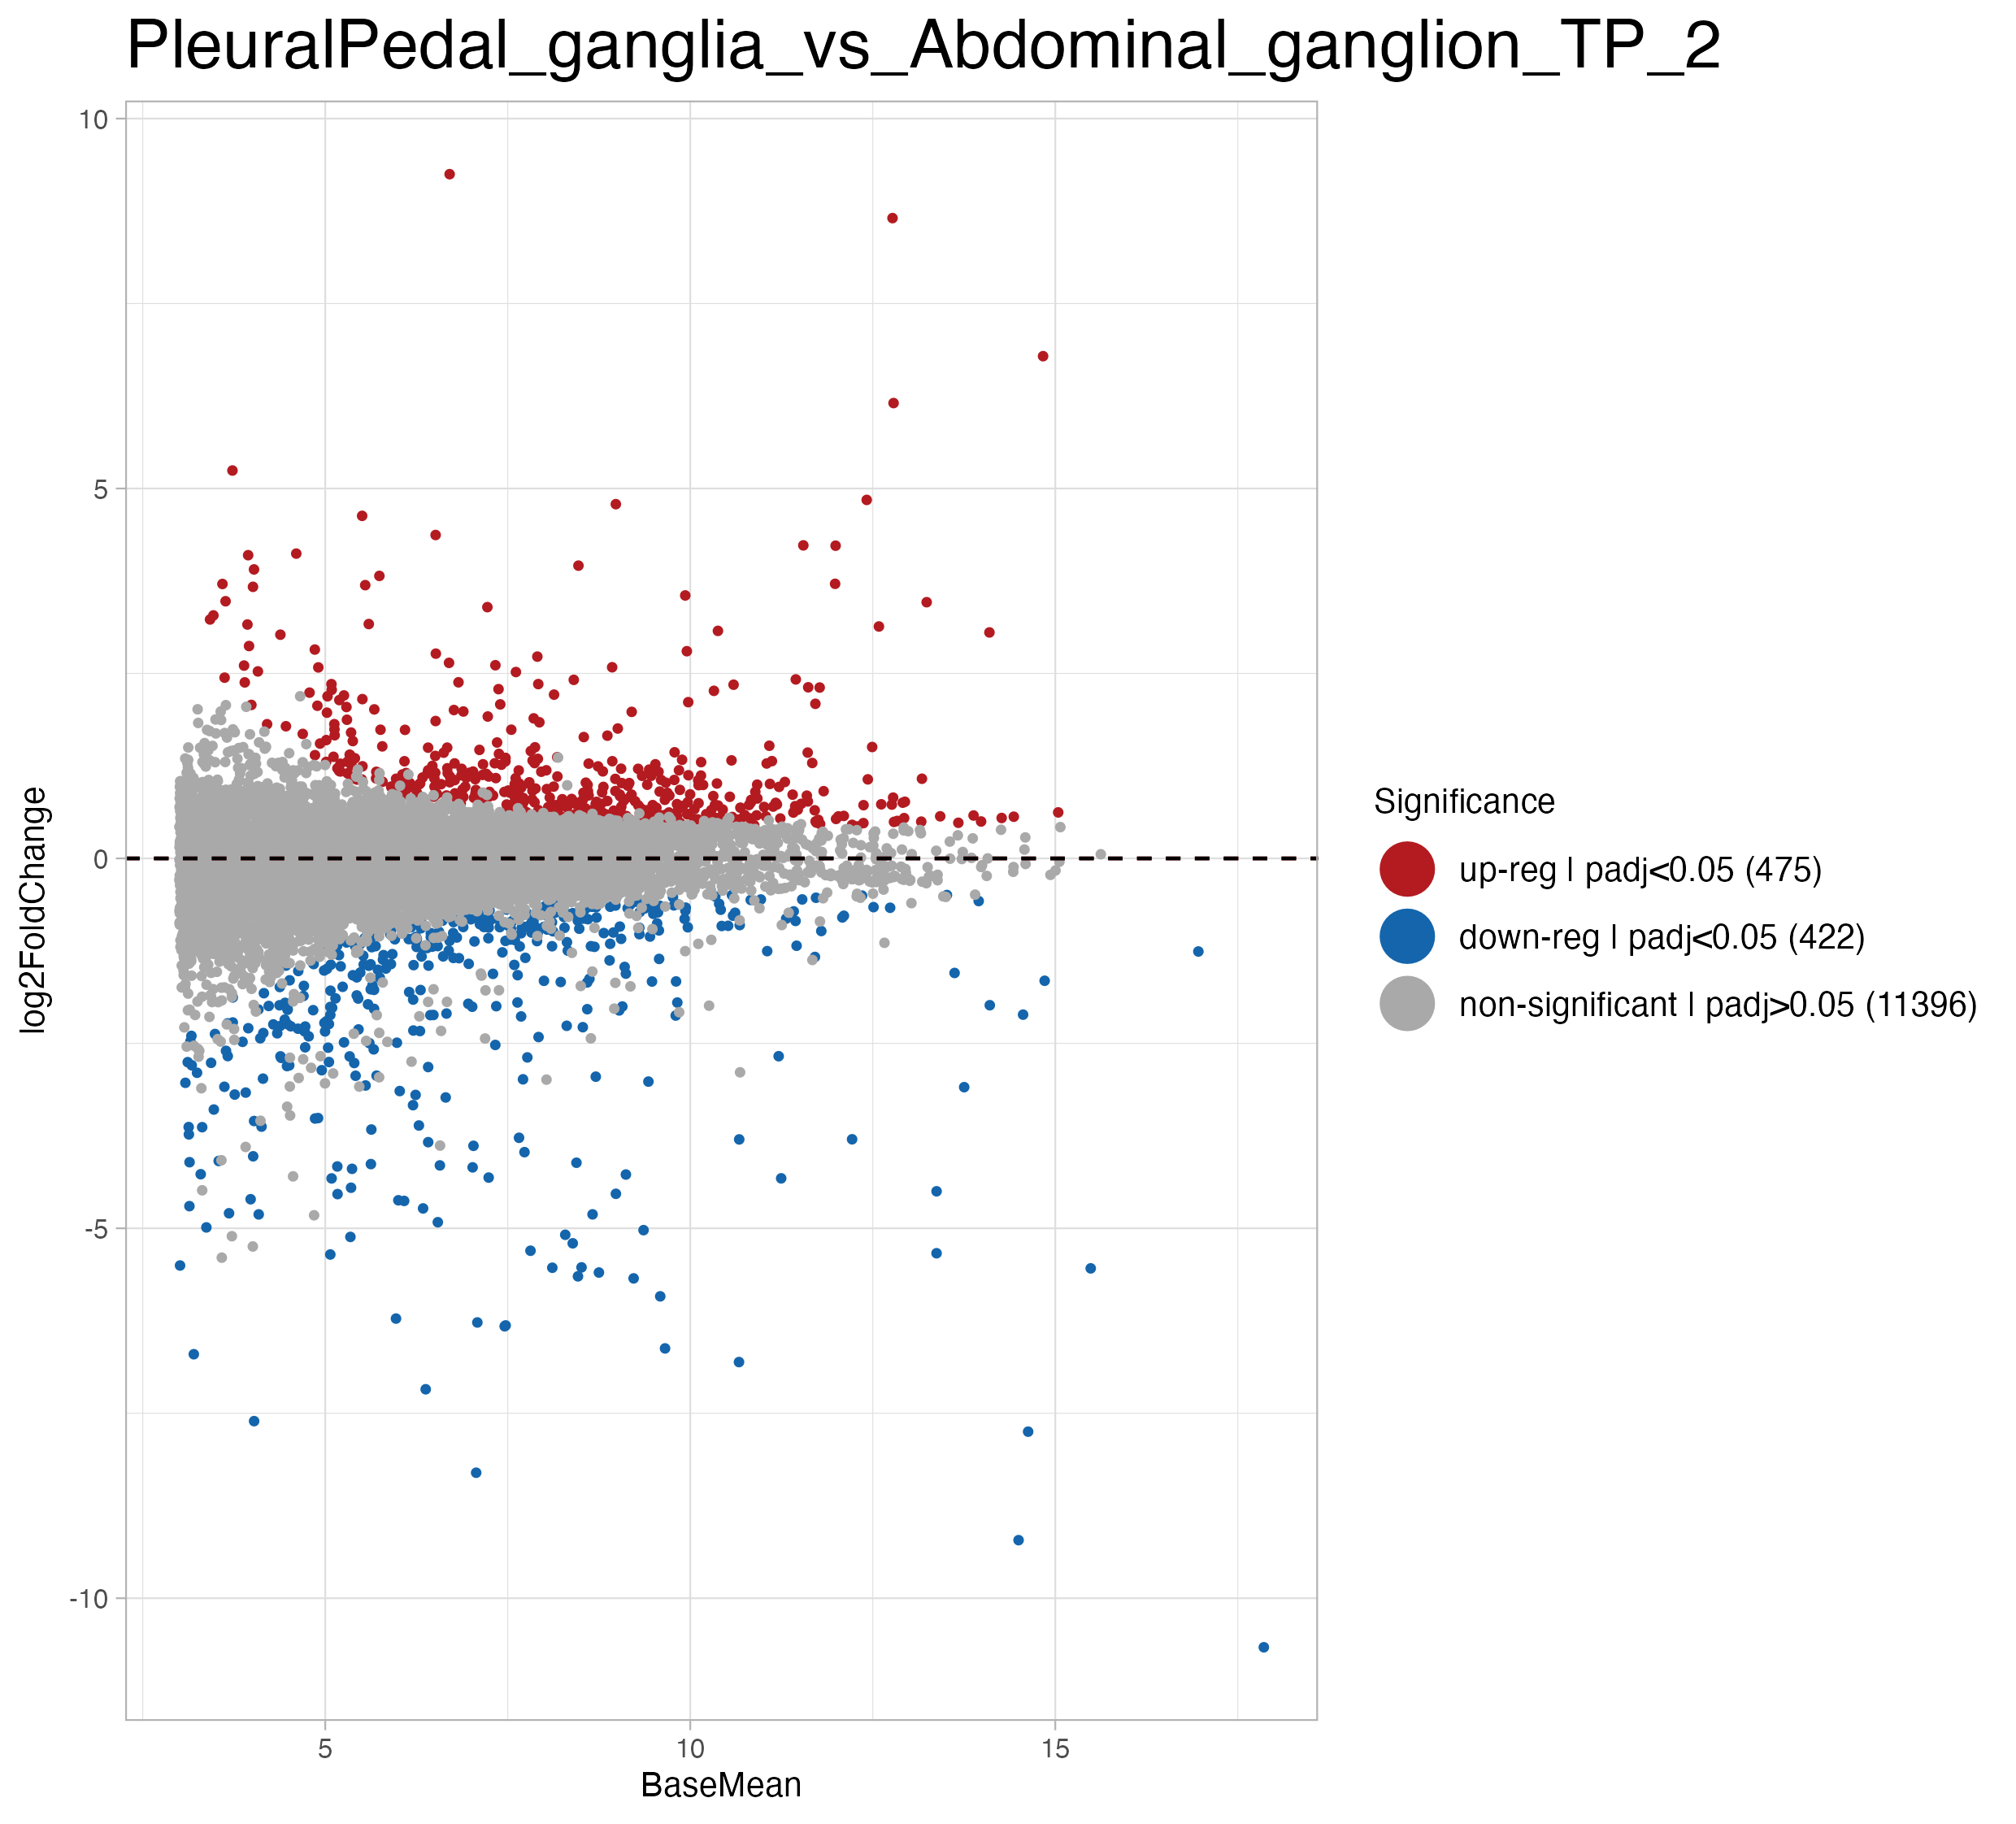 PleuralPedal_ganglia_vs_Abdominal_ganglion_TP_2
10
5
0
-5
-10
log2FoldChange
5 10 15
BaseMean
Significance
up-reg | padj<0.05 (475)
down-reg | padj<0.05 (422)
non-significant | padj>0.05 (11396)